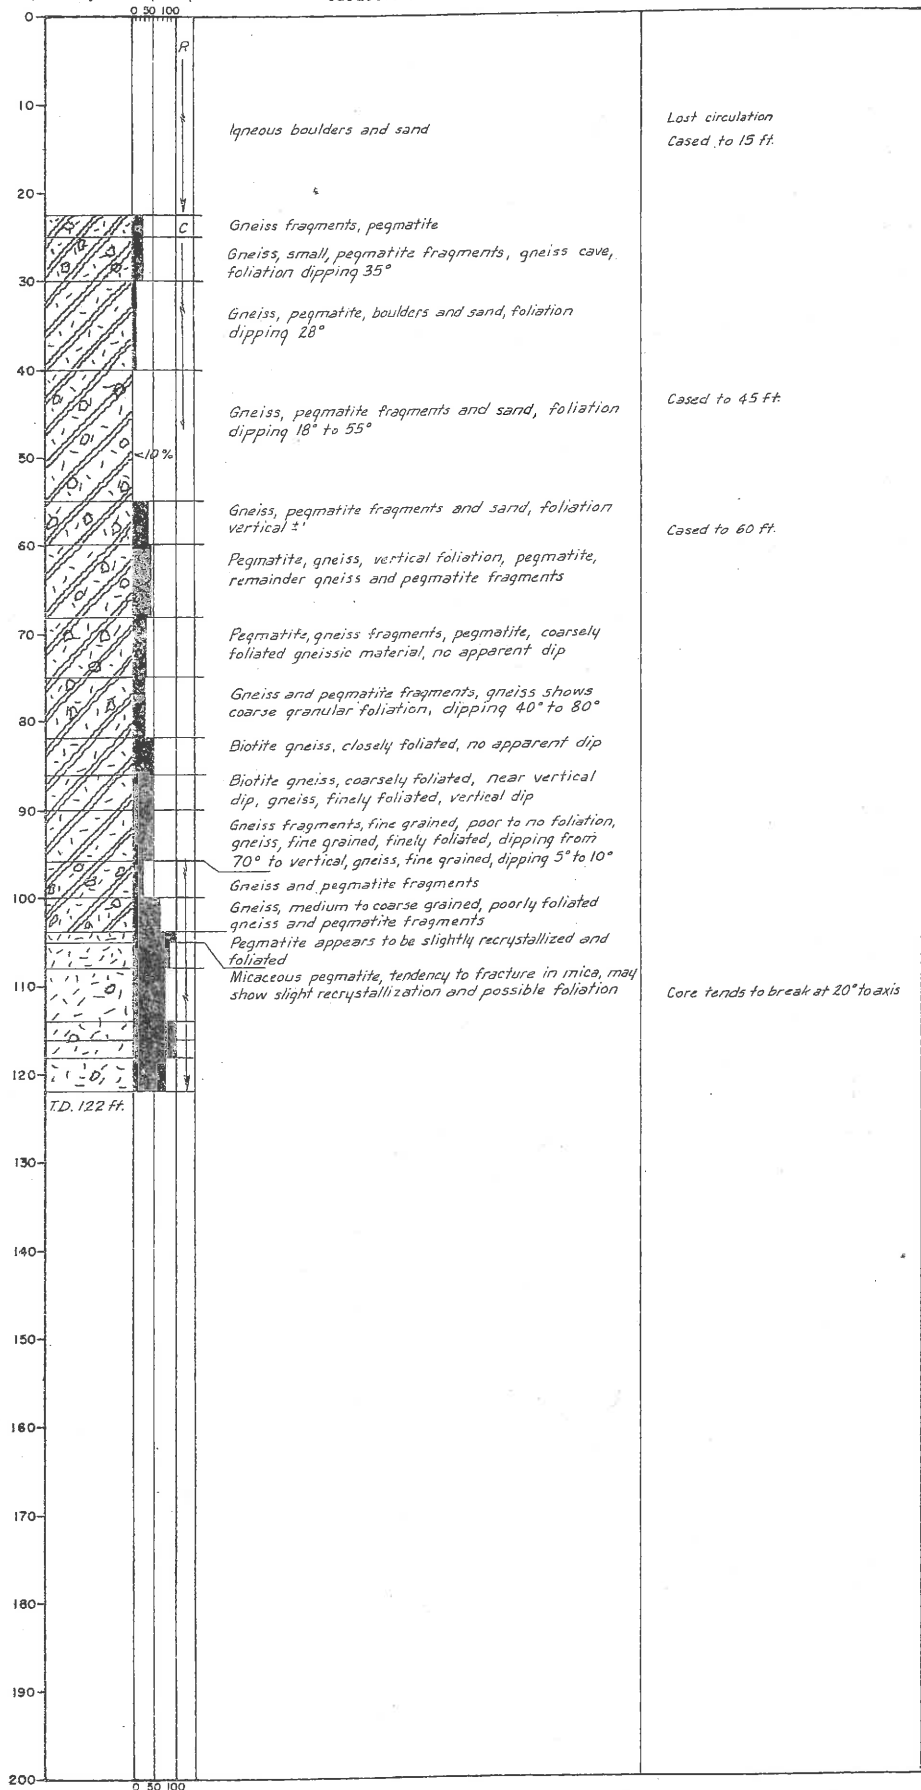 0 50 100
0
R
10
Lost circulation
Igneous boulders and sand
Cased to 15 ft.
20
C
Gneiss fragments, pegmatite
Gneiss, small, pegmatite fragments, gneiss cave,
foliation dipping 35°
30
Gneiss, pegmatite, boulders and sand, foliation
dipping 28°
40
Cased to 45 ft.
Gneiss, pegmatite fragments and sand, foliation
dipping 18° to 55°
50
<10%
Gneiss, pegmatite fragments and sand, foliation
vertical ±
Cased to 60 ft.
60
Pegmatite, gneiss, vertical foliation, pegmatite,
remainder gneiss and pegmatite fragments
70
Pegmatite, gneiss fragments, pegmatite, coarsely
foliated gneissic material, no apparent dip
Gneiss and pegmatite fragments, gneiss shows
coarse granular foliation, dipping 40° to 80°
80
Biotite gneiss, closely foliated, no apparent dip
Biotite gneiss, coarsely foliated, near vertical
dip, gneiss, finely foliated, vertical dip
90
Gneiss fragments, fine grained, poor to no foliation,
gneiss, fine grained, finely foliated, dipping from
70° to vertical, gneiss, fine grained, dipping 5° to 10°
Gneiss and pegmatite fragments
100
Gneiss, medium to coarse grained, poorly foliated
gneiss and pegmatite fragments
Pegmatite appears to be slightly recrystallized and
foliated
Micaceous pegmatite, tendency to fracture in mica, may
show slight recrystallization and possible foliation
110
Core tends to break at 20° to axis
120
T.D. 122 ft.
130
140
150
160
170
180
190
200
0 50 100